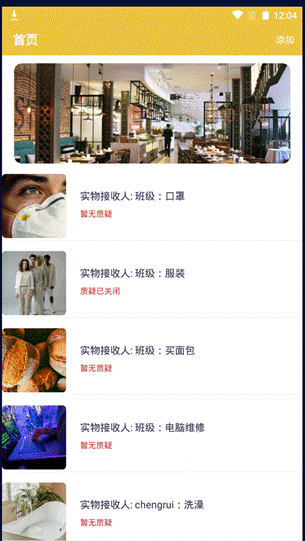 12:04
首页
添加
实物接收人: 班级：口罩
暂无质疑
实物接收人: 班级：服装
质疑已关闭
实物接收人: 班级：买面包
暂无质疑
实物接收人: 班级：电脑维修
暂无质疑
实物接收人: chengrui：洗澡
暂无质疑